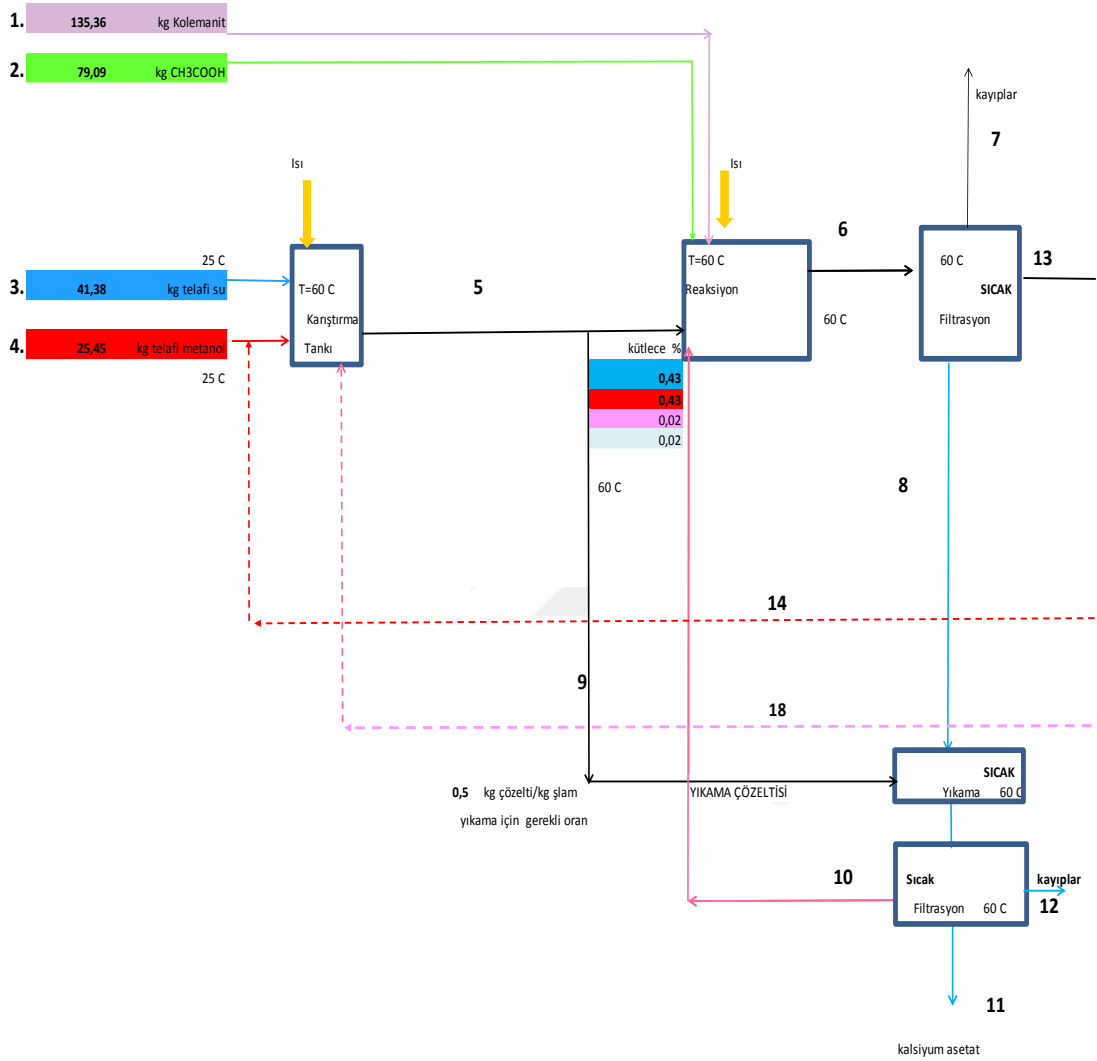 1. 135,36 kg Kolemanit
2. 79,09 kg CH3COOH
kayıplar
7
Isı
Isı
6
25 C
60 C
13
3. 41,38 kg telafi su
T=60 C
5
T=60 C
Reaksiyon
SICAK
Karıştırma
60 C
Filtrasyon
4. 25,45 kg telafi metanol
Tankı
kütlece %
25 C
0,43
0,43
0,02
0,02
60 C
8
14
9
18
SICAK
0,5 kg çözelti/kg şlam
YIKAMA ÇÖZELTİSİ
Yıkama 60 C
yıkama için gerekli oran
10
Sıcak
kayıplar
Filtrasyon 60 C
12
11
kalsiyum asetat